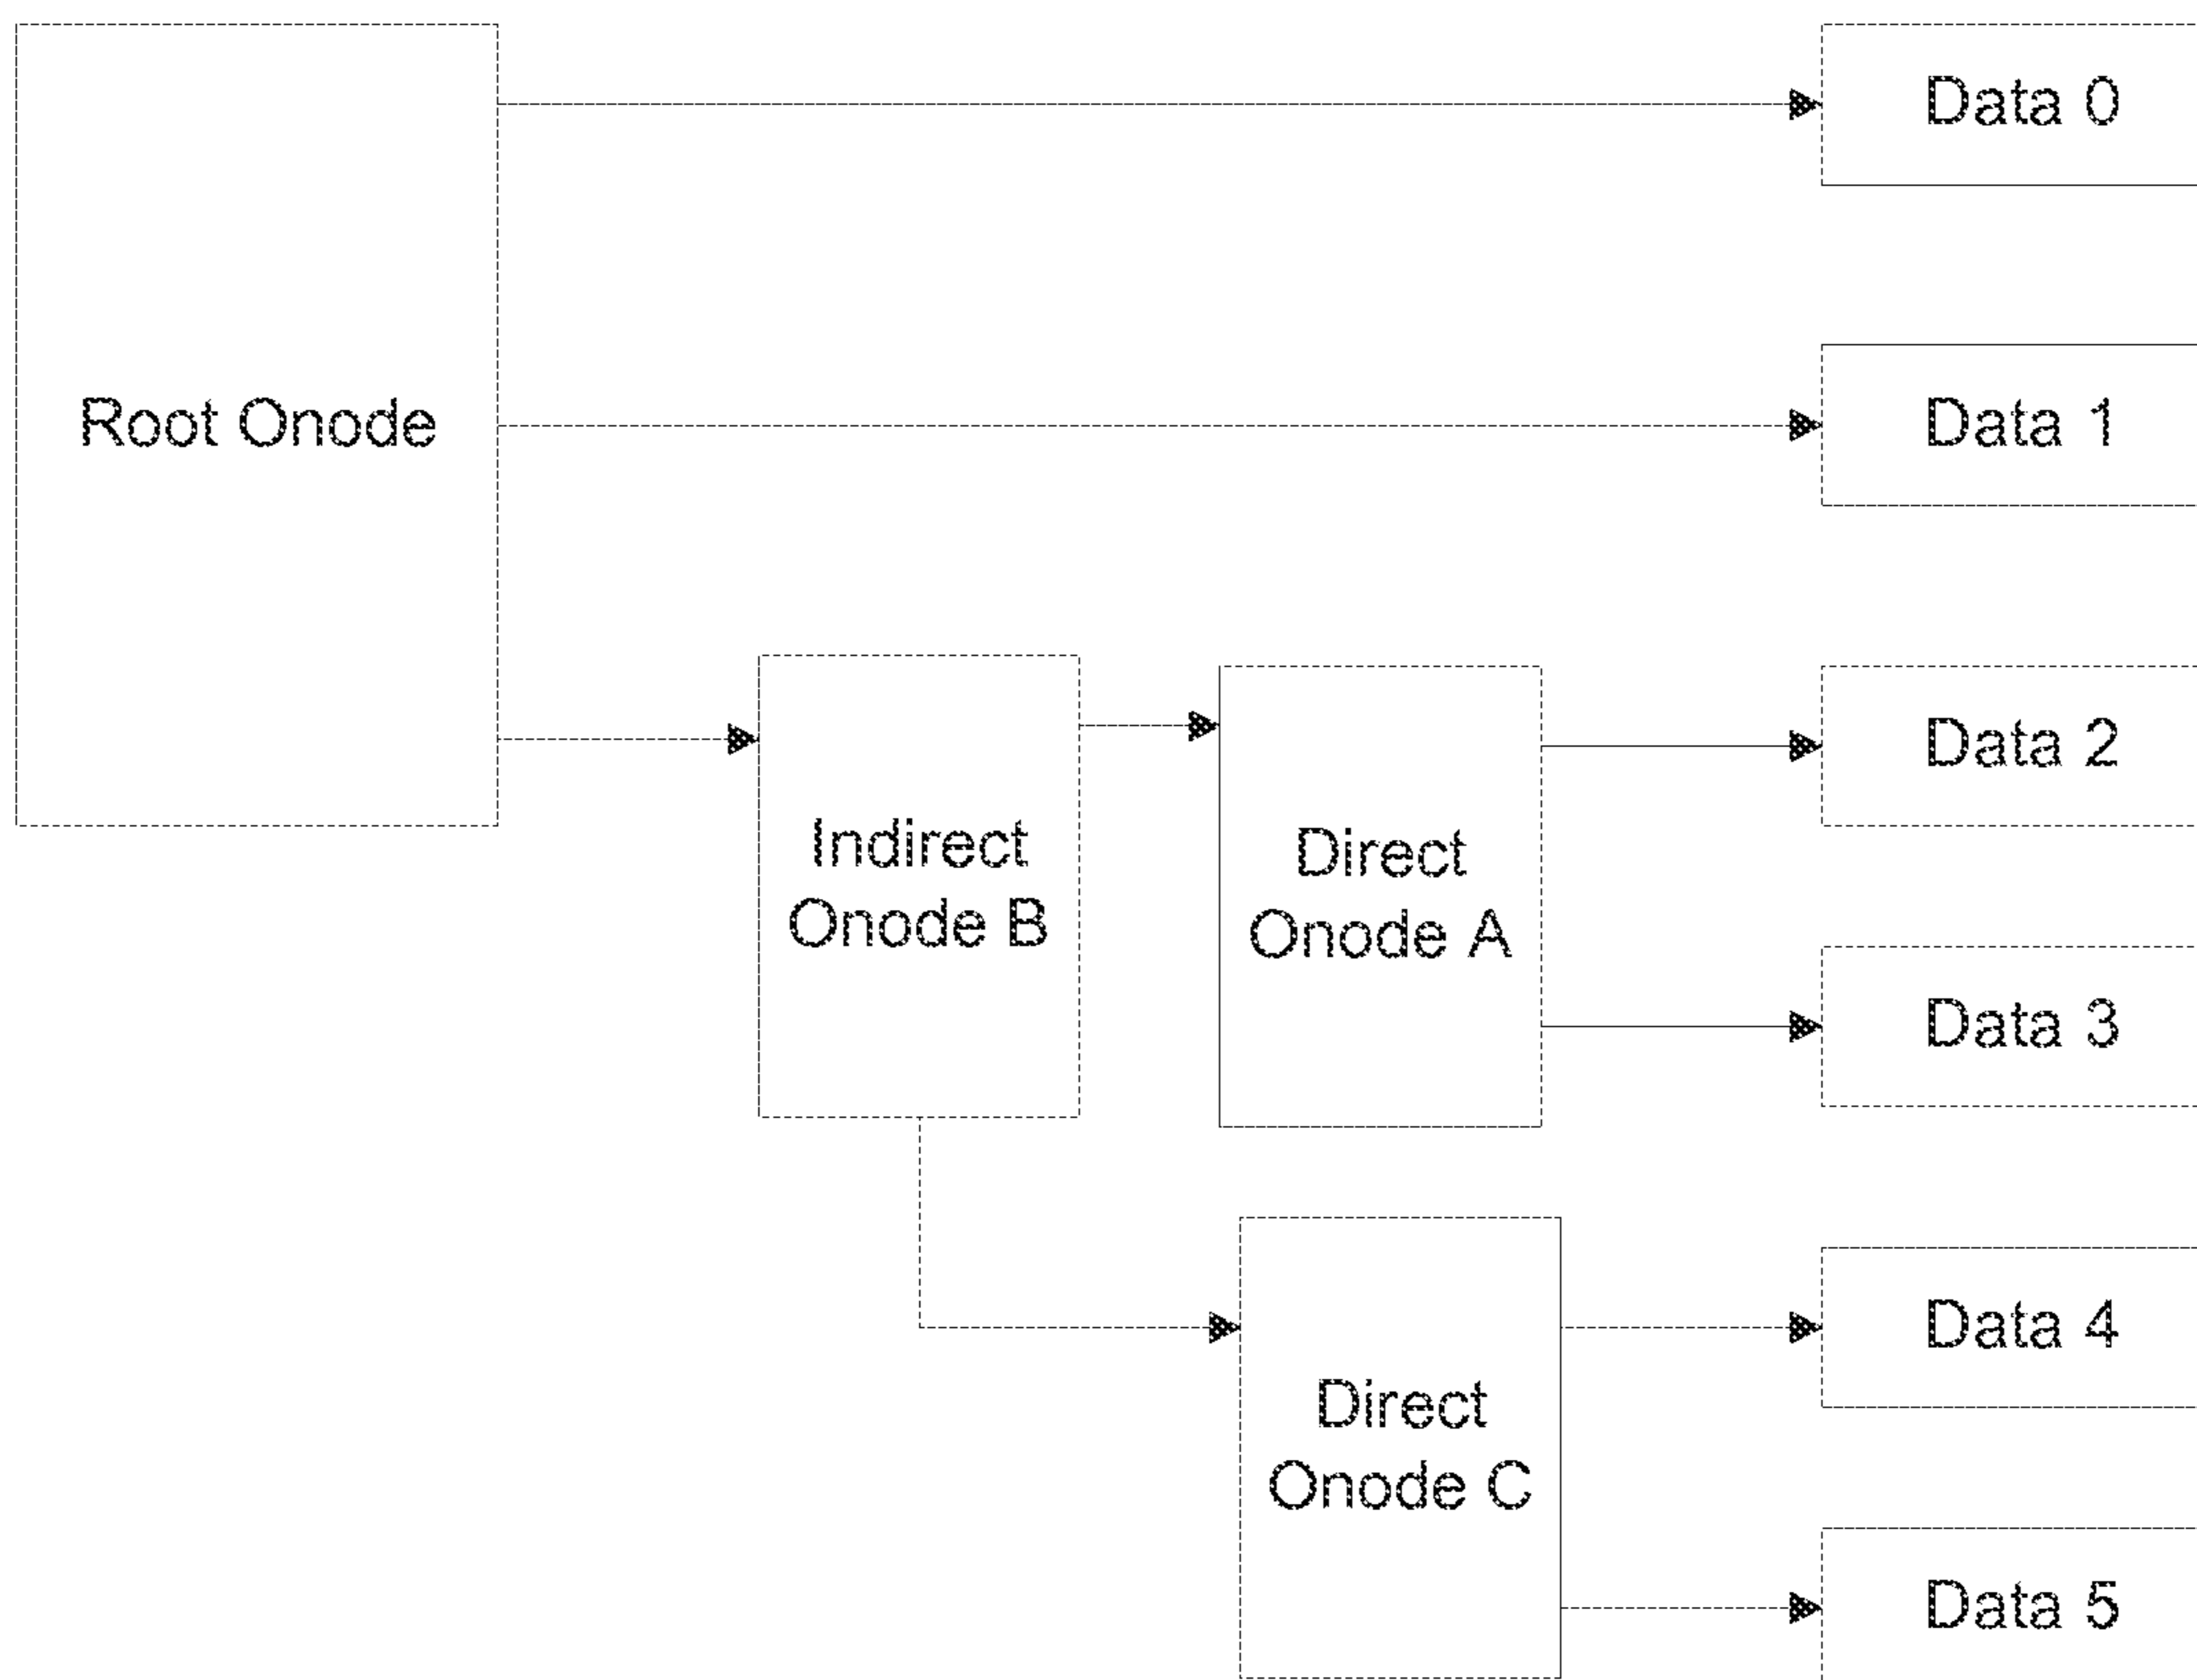 Data 0
Root Onode
Data 1
Indirect
Onode B
Direct
Onode A
Data 2
Data 3
Direct
Onode C
Data 4
Data 5